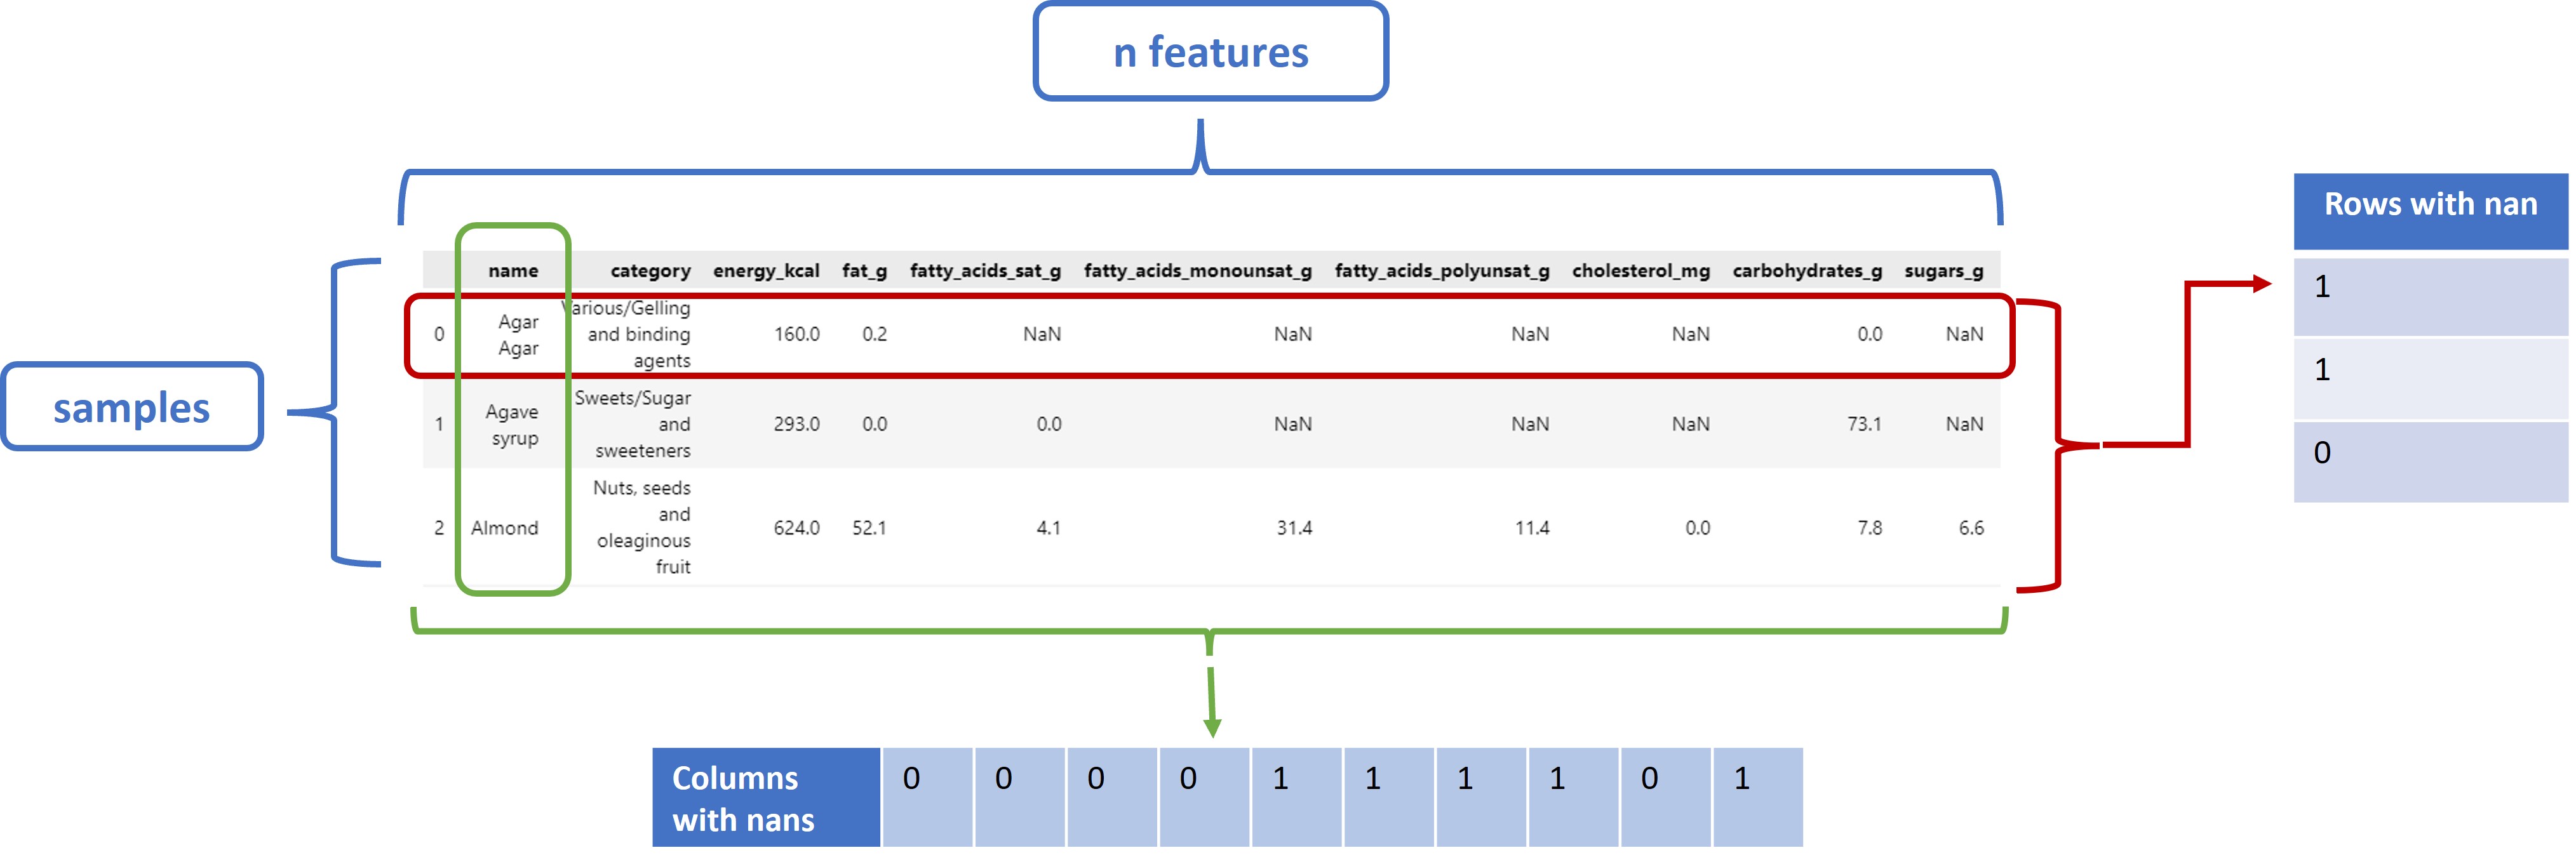 n features
samples
name category energy_kcal fat_g fatty_acids_sat_g fatty_acids_monounsat_g fatty_acids_polyunsat_g cholesterol_mg carbohydrates_g sugars_g
0 Agar Agar Various/Gelling and binding agents 160.0 0.2 NaN NaN NaN NaN 0.0 NaN
1 Agave syrup Sweets/Sugar and sweeteners 293.0 0.0 0.0 NaN NaN NaN 73.1 NaN
2 Almond Nuts, seeds and oleaginous fruit 624.0 52.1 4.1 31.4 11.4 0.0 7.8 6.6
Rows with nan
1
1
0
Columns with nans 0 0 0 0 1 1 1 1 0 1